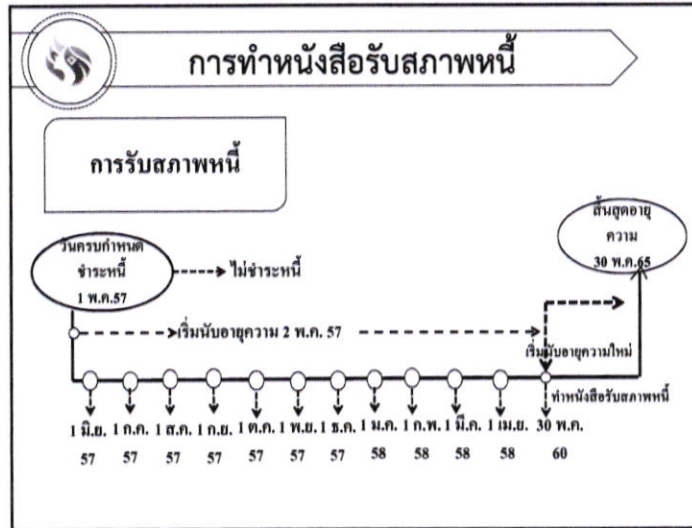 การทำหนังสือรับสภาพหนี้
การรับสภาพหนี้
วันครบกำหนด
ชำระหนี้
1 พ.ค.57
ไม่ชำระหนี้
สิ้นสุดอายุ
ความ
30 พ.ค.65
เริ่มนับอายุความ 2 พ.ค. 57
เริ่มนับอายุความใหม่
ทำหนังสือรับสภาพหนี้
1 มิ.ย. 1 ก.ค. 1 ส.ค. 1 ก.ย. 1 ต.ค. 1 พ.ย. 1 ธ.ค. 1 ม.ค. 1 ก.พ. 1 มี.ค. 1 เม.ย. 30 พ.ค.
57 57 57 57 57 57 57 58 58 58 58 60